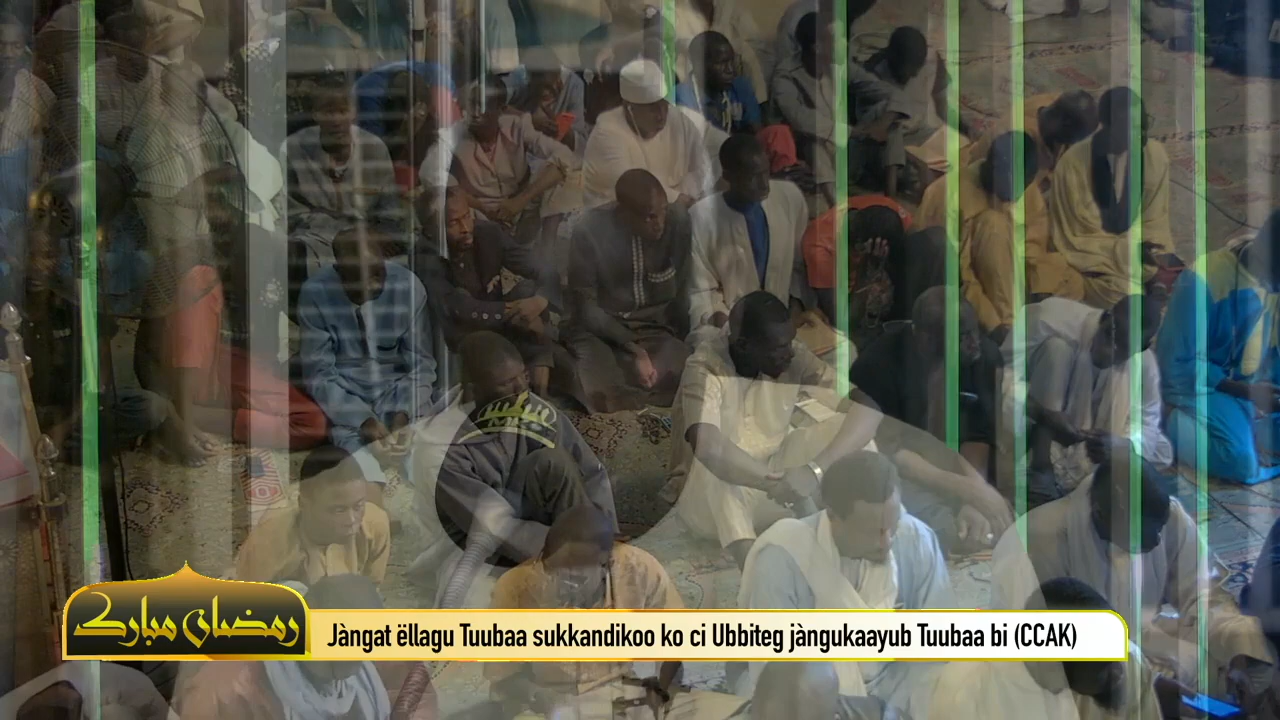 رمضان مبارك
Jàngat ëllagu Tuubaa sukkandikoo ko ci Ubbiteg jàngukaayub Tuubaa bi (CCAK)